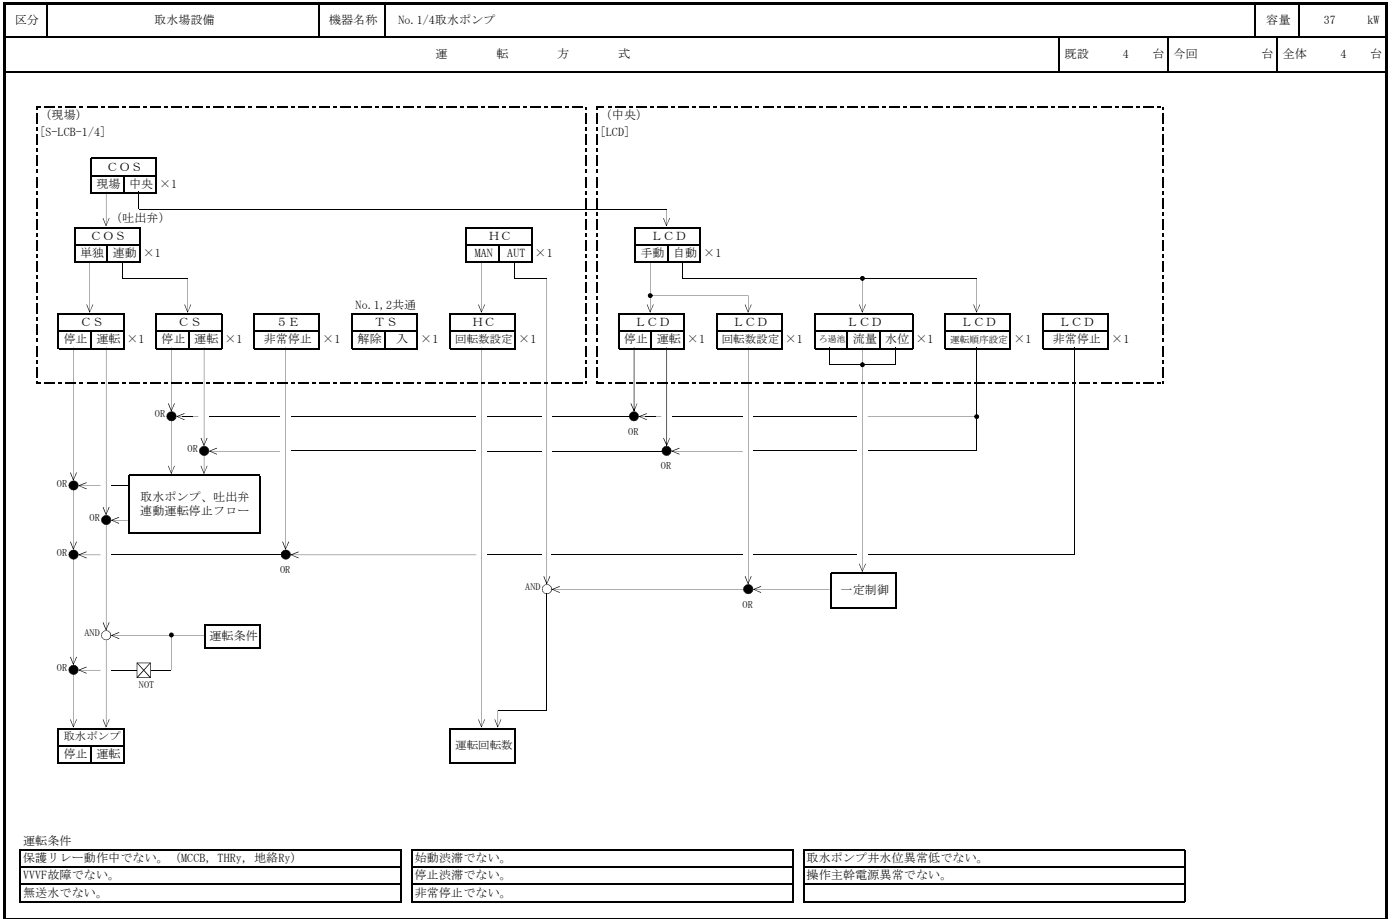 区分 取水場設備 機器名称 No. 1/4取水ポンプ 容量 37 kW
運 転 方 式 既設 4 台 今回 台 全体 4 台
(現場)
[S-LCB-1/4]
(中央)
[LCD]
COS
現場 中央 ×1
(吐出弁)
COS
単独 連動 ×1
HC
MAN AUT ×1
LCD
手動 自動 ×1
No. 1, 2共通
CS
停止 運転 ×1
CS
停止 運転 ×1
5E
非常停止 ×1
TS
解除 入 ×1
HC
回転数設定 ×1
LCD
停止 運転 ×1
LCD
回転数設定 ×1
LCD
ろ過池 流量 水位 ×1
LCD
運転順序設定 ×1
LCD
非常停止 ×1
OR
OR
OR
OR
OR
取水ポンプ、吐出弁
連動運転停止フロー
OR
OR
OR
一定制御
AND
OR
運転条件
AND
OR
NOT
OR
取水ポンプ
停止 運転
運転回転数
運転条件
保護リレー動作中でない。 (MCCB, THRy, 地絡Ry) 始動渋滞でない。 取水ポンプ井水位異常低でない。
VVVF故障でない。 停止渋滞でない。 操作主幹電源異常でない。
無送水でない。 非常停止でない。